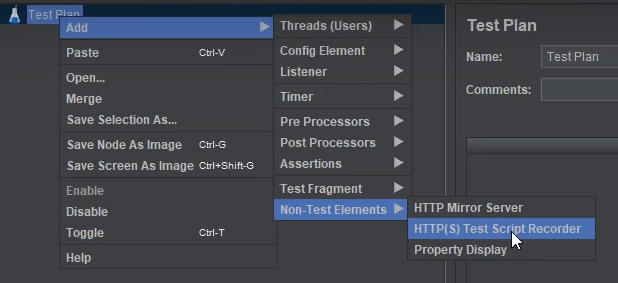 Test Plan
Add
Paste Ctrl-V
Open...
Merge
Save Selection As...
Save Node As Image Ctrl-G
Save Screen As Image Ctrl+Shift-G
Enable
Disable
Toggle Ctrl-T
Help
Threads (Users)
Config Element
Listener
Timer
Pre Processors
Post Processors
Assertions
Test Fragment
Non-Test Elements
HTTP Mirror Server
HTTP(S) Test Script Recorder
Property Display
Test Plan
Name: Test Plan
Comments: